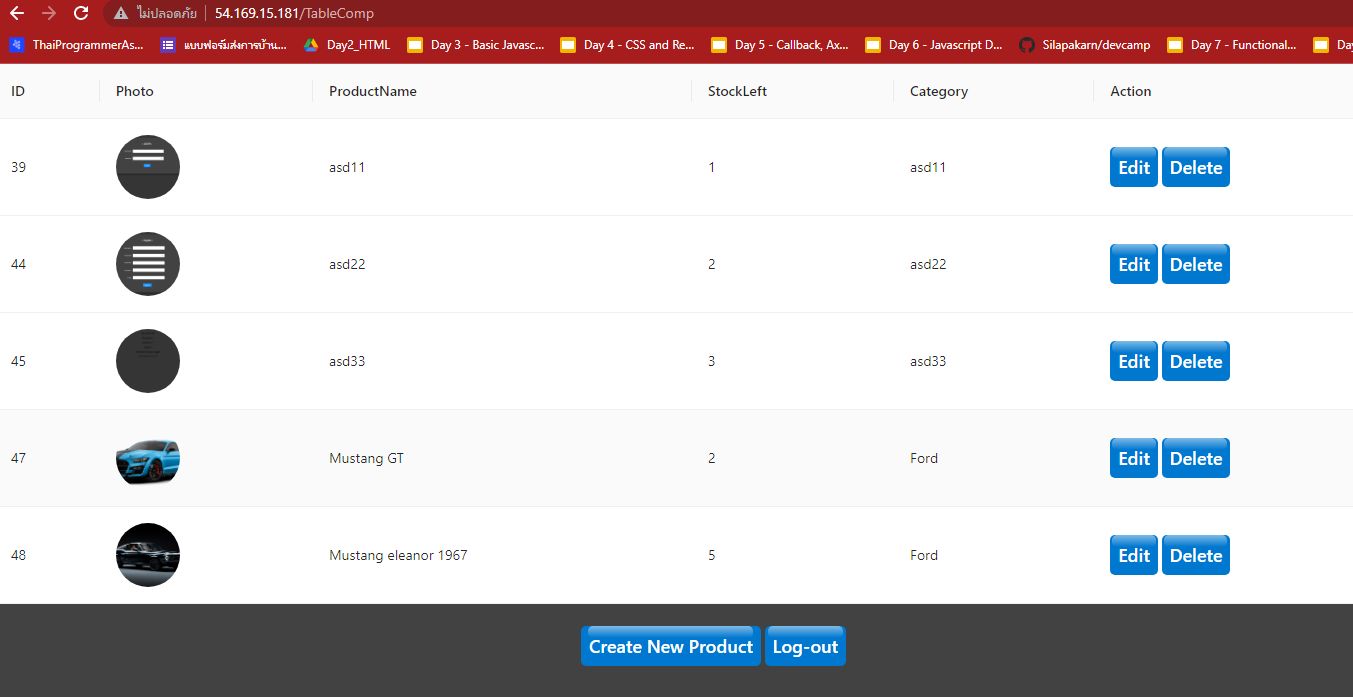 ไม่ปลอดภัย 54.169.15.181/TableComp
ThaiProgrammerAs... แบบฟอร์มส่งการบ้าน... Day2_HTML Day 3 - Basic Javasc... Day 4 - CSS and Re... Day 5 - Callback, Ax... Day 6 - Javascript D... Silapakarn/devcamp Day 7 - Functional... Day
ID Photo ProductName StockLeft Category Action
39 asd11 1 asd11 Edit Delete
44 asd22 2 asd22 Edit Delete
45 asd33 3 asd33 Edit Delete
47 Mustang GT 2 Ford Edit Delete
48 Mustang eleanor 1967 5 Ford Edit Delete
Create New Product Log-out